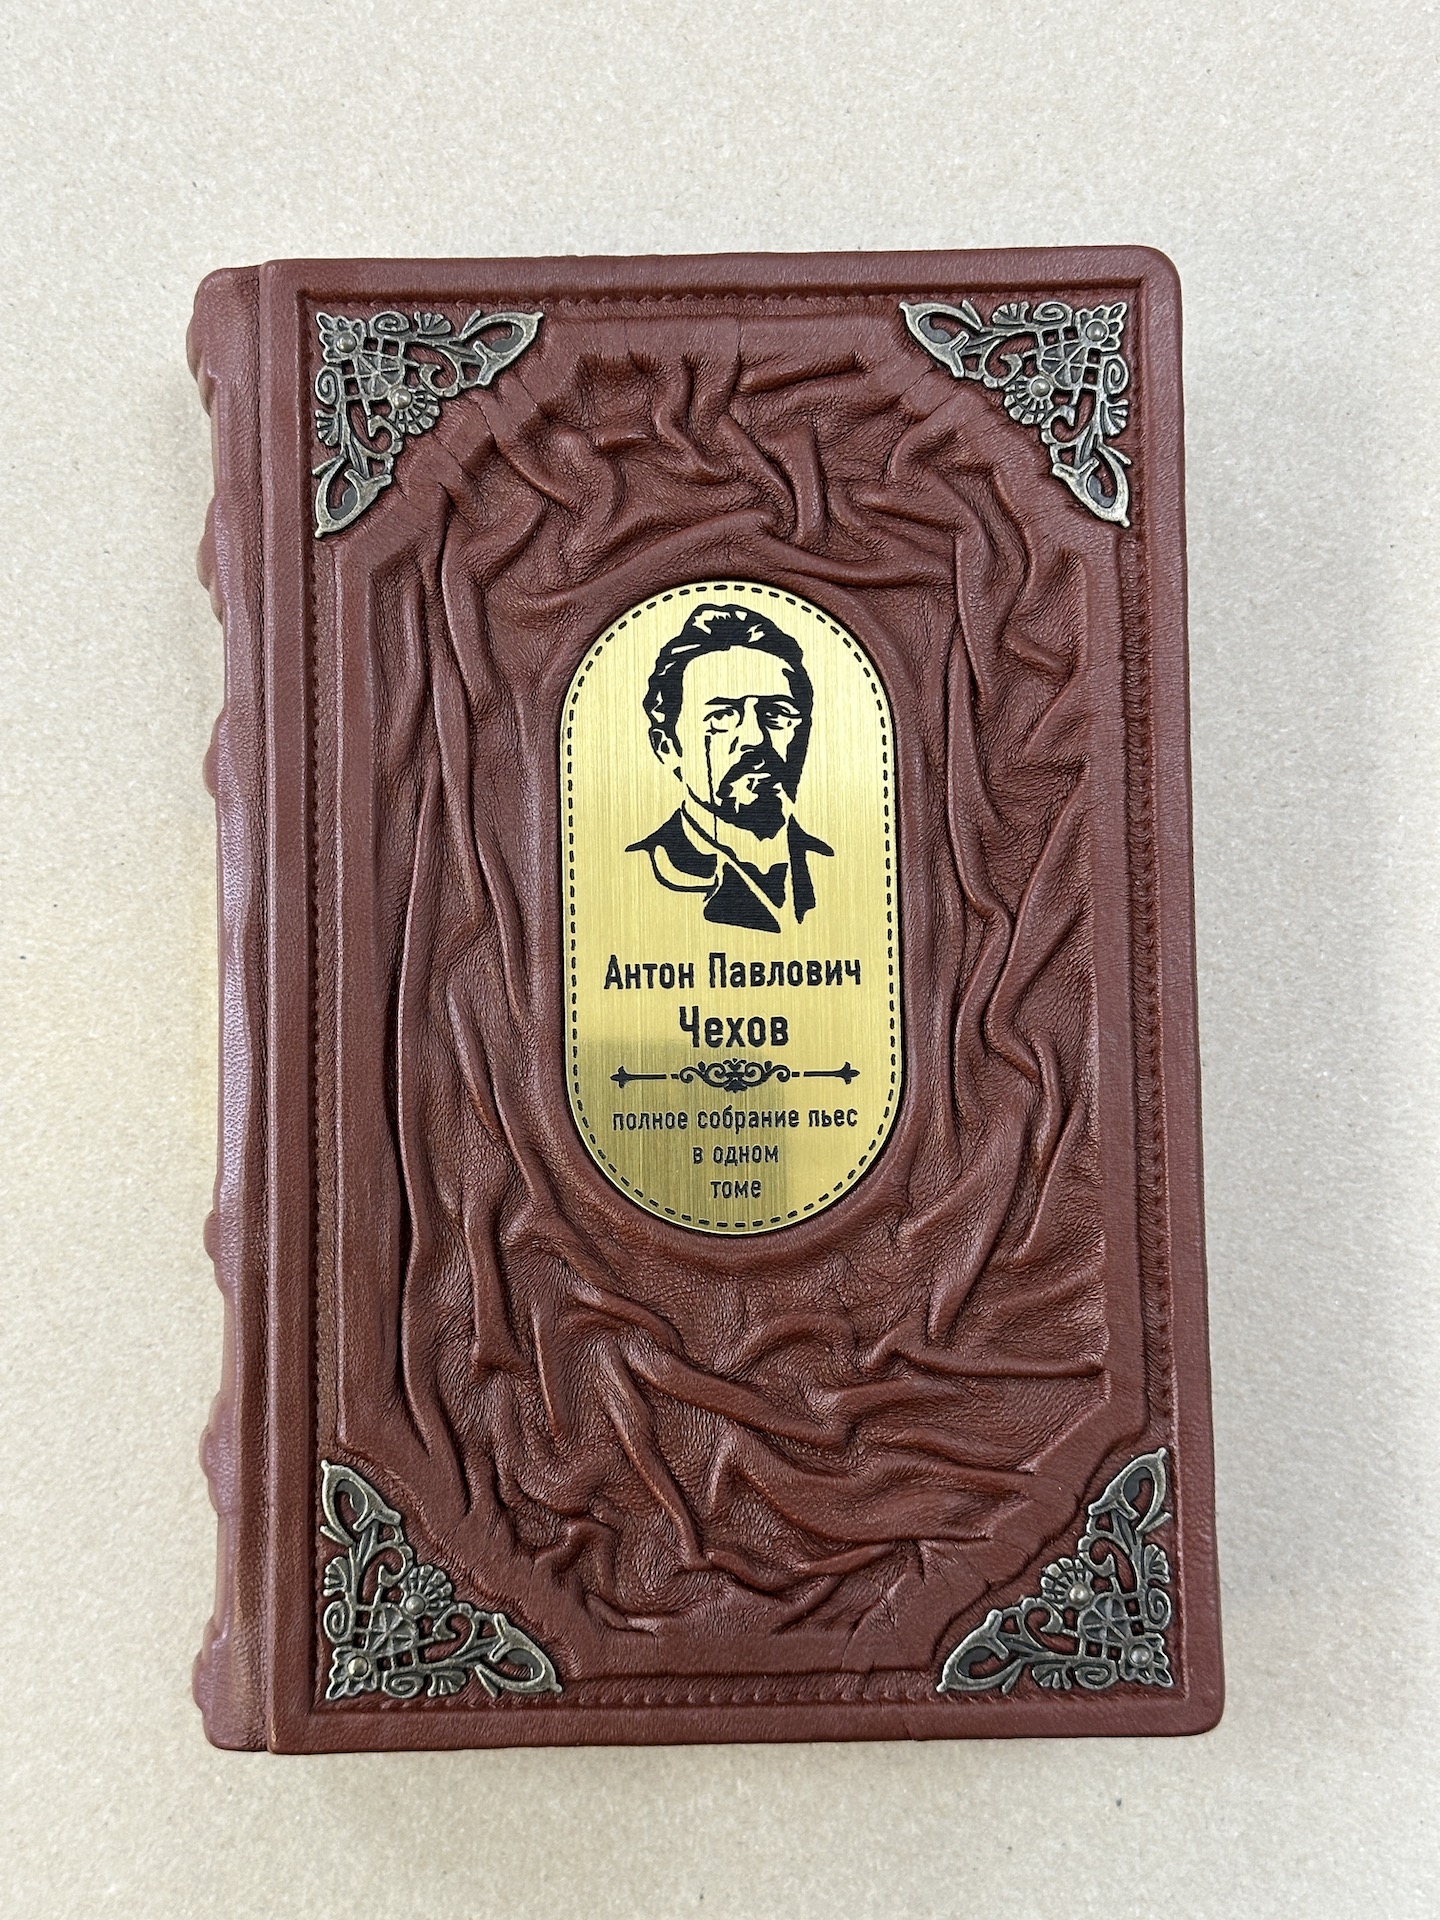 Антон Павлович
Чехов
полное собрание пьес
в одном
томе